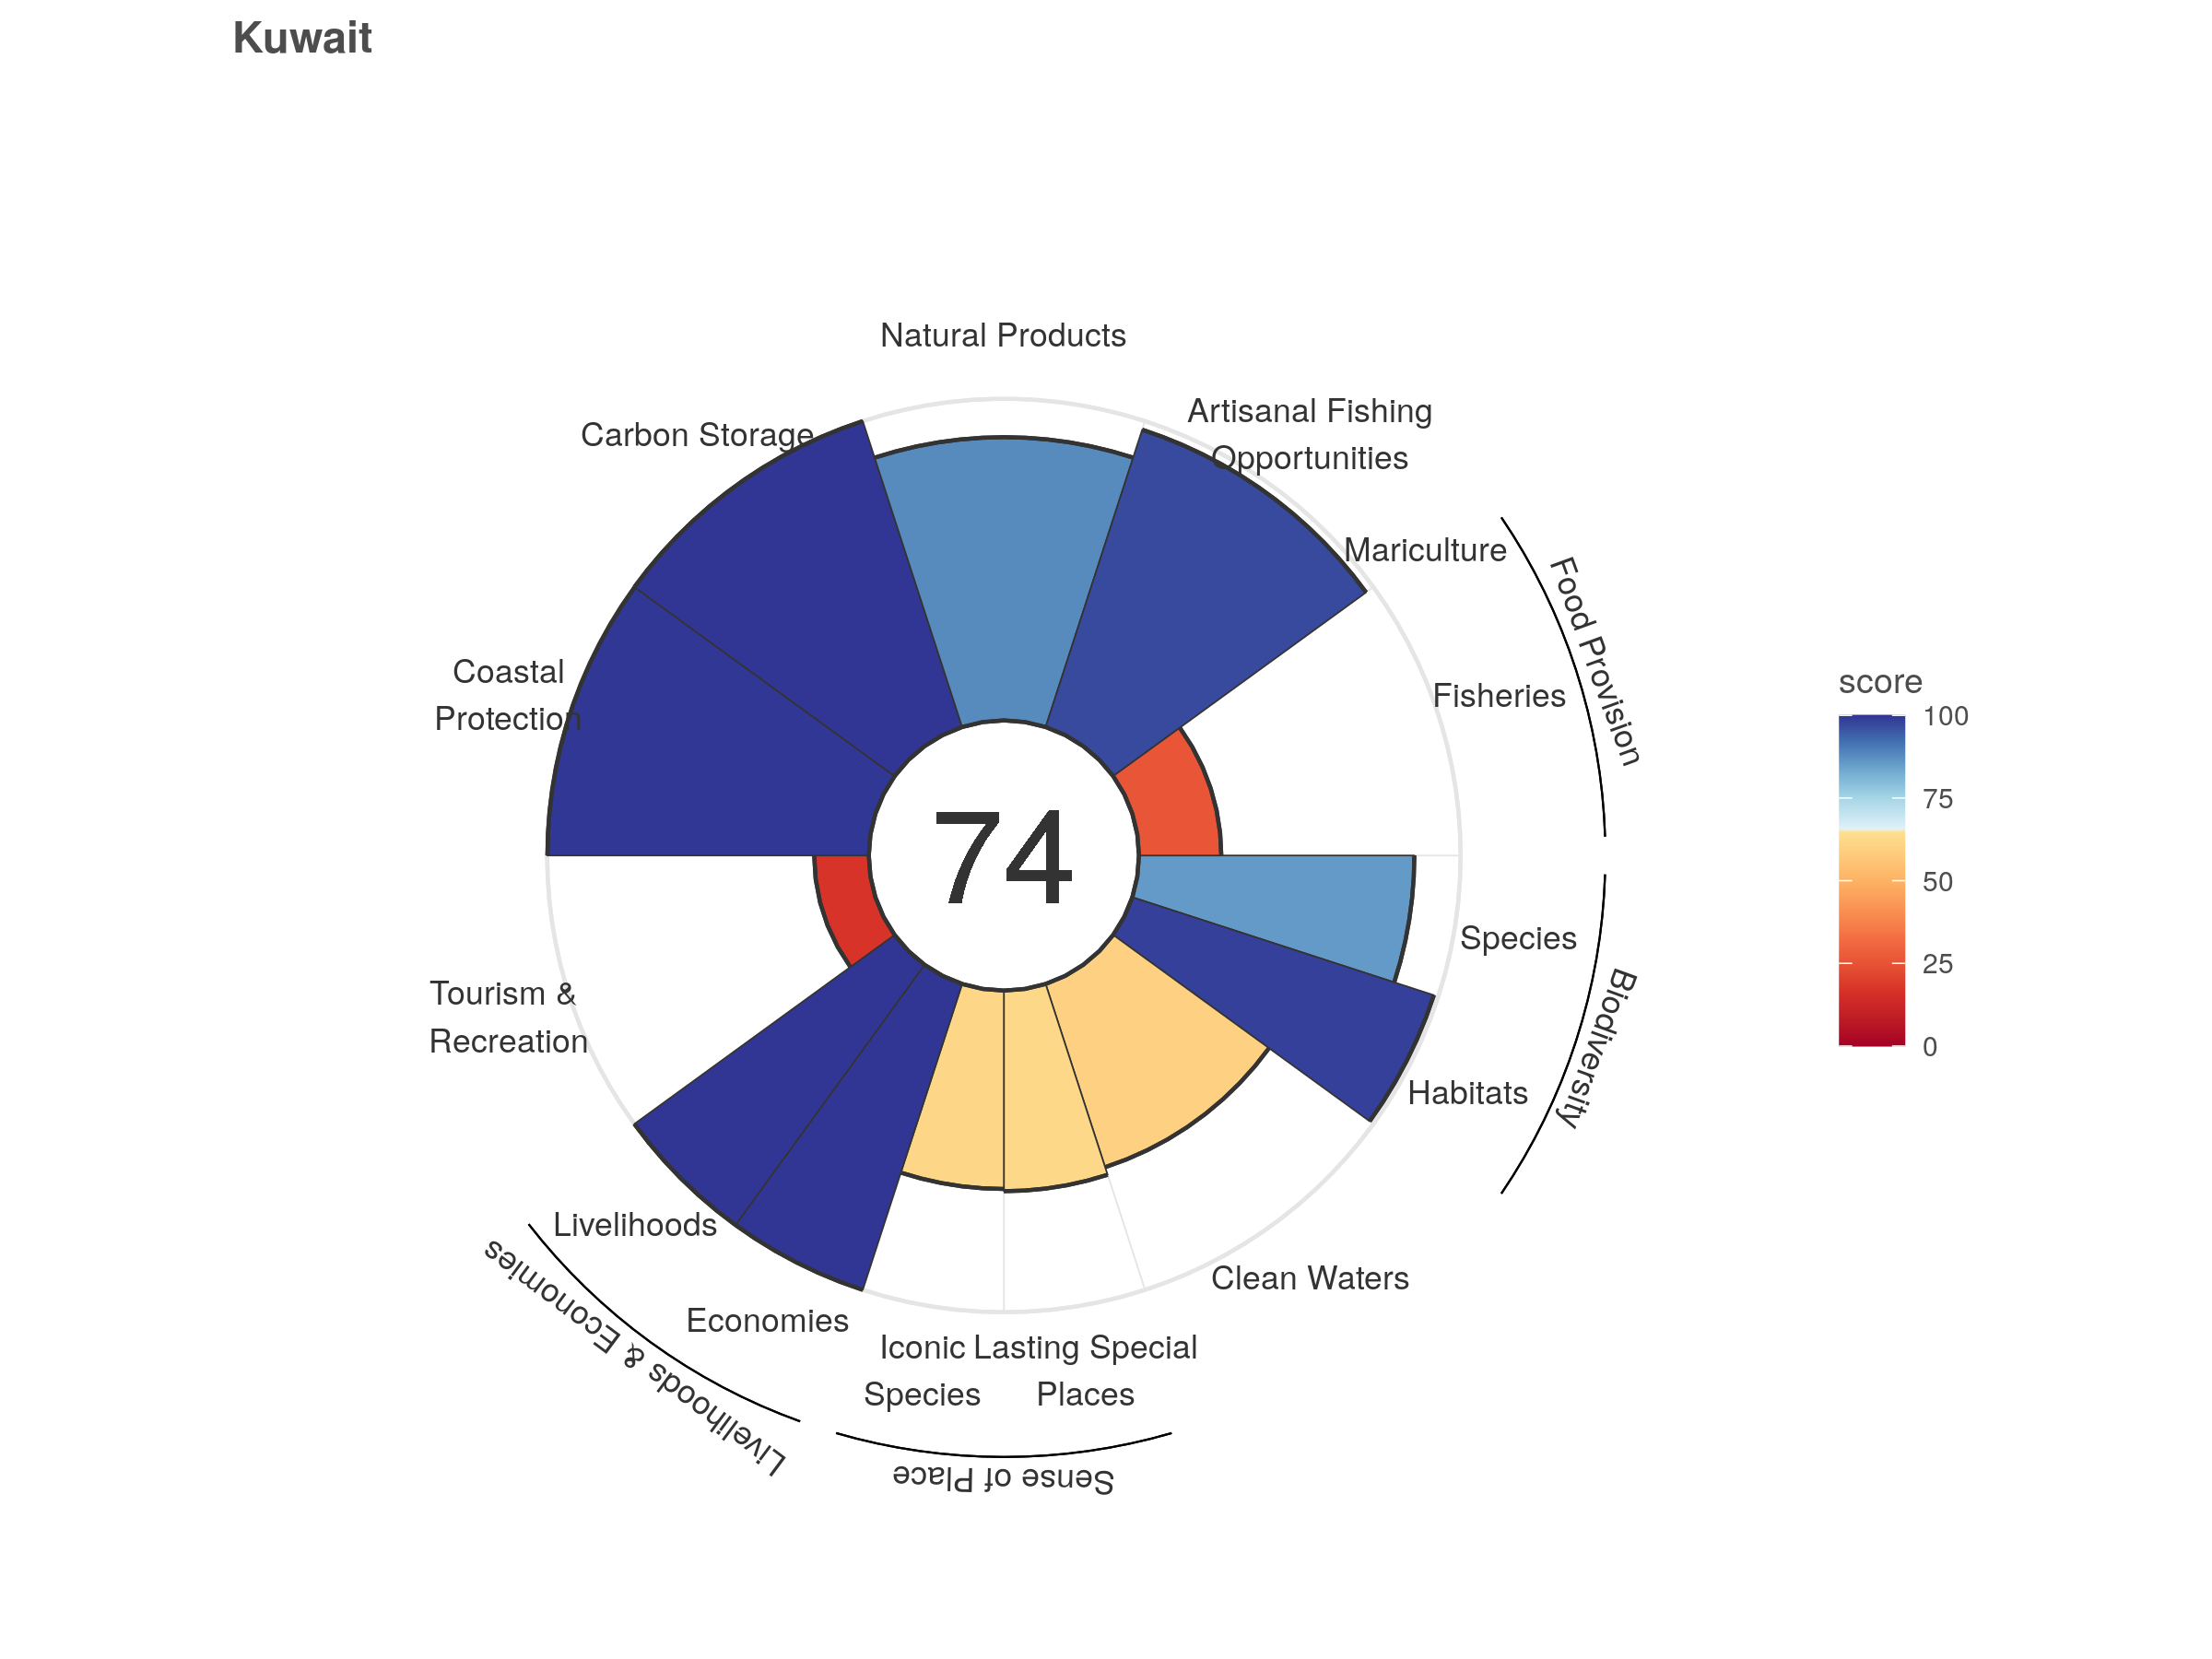 Kuwait
Natural Products
Artisanal Fishing
Opportunities
Carbon Storage
Mariculture
Food Provision
Fisheries
Coastal
Protection
score
100
75
50
25
0
74
Species
Biodiversity
Habitats
Tourism &
Recreation
Livelihoods
Economies
Livelihoods & Economies
Clean Waters
Iconic
Species
Lasting Special
Places
Sense of Place